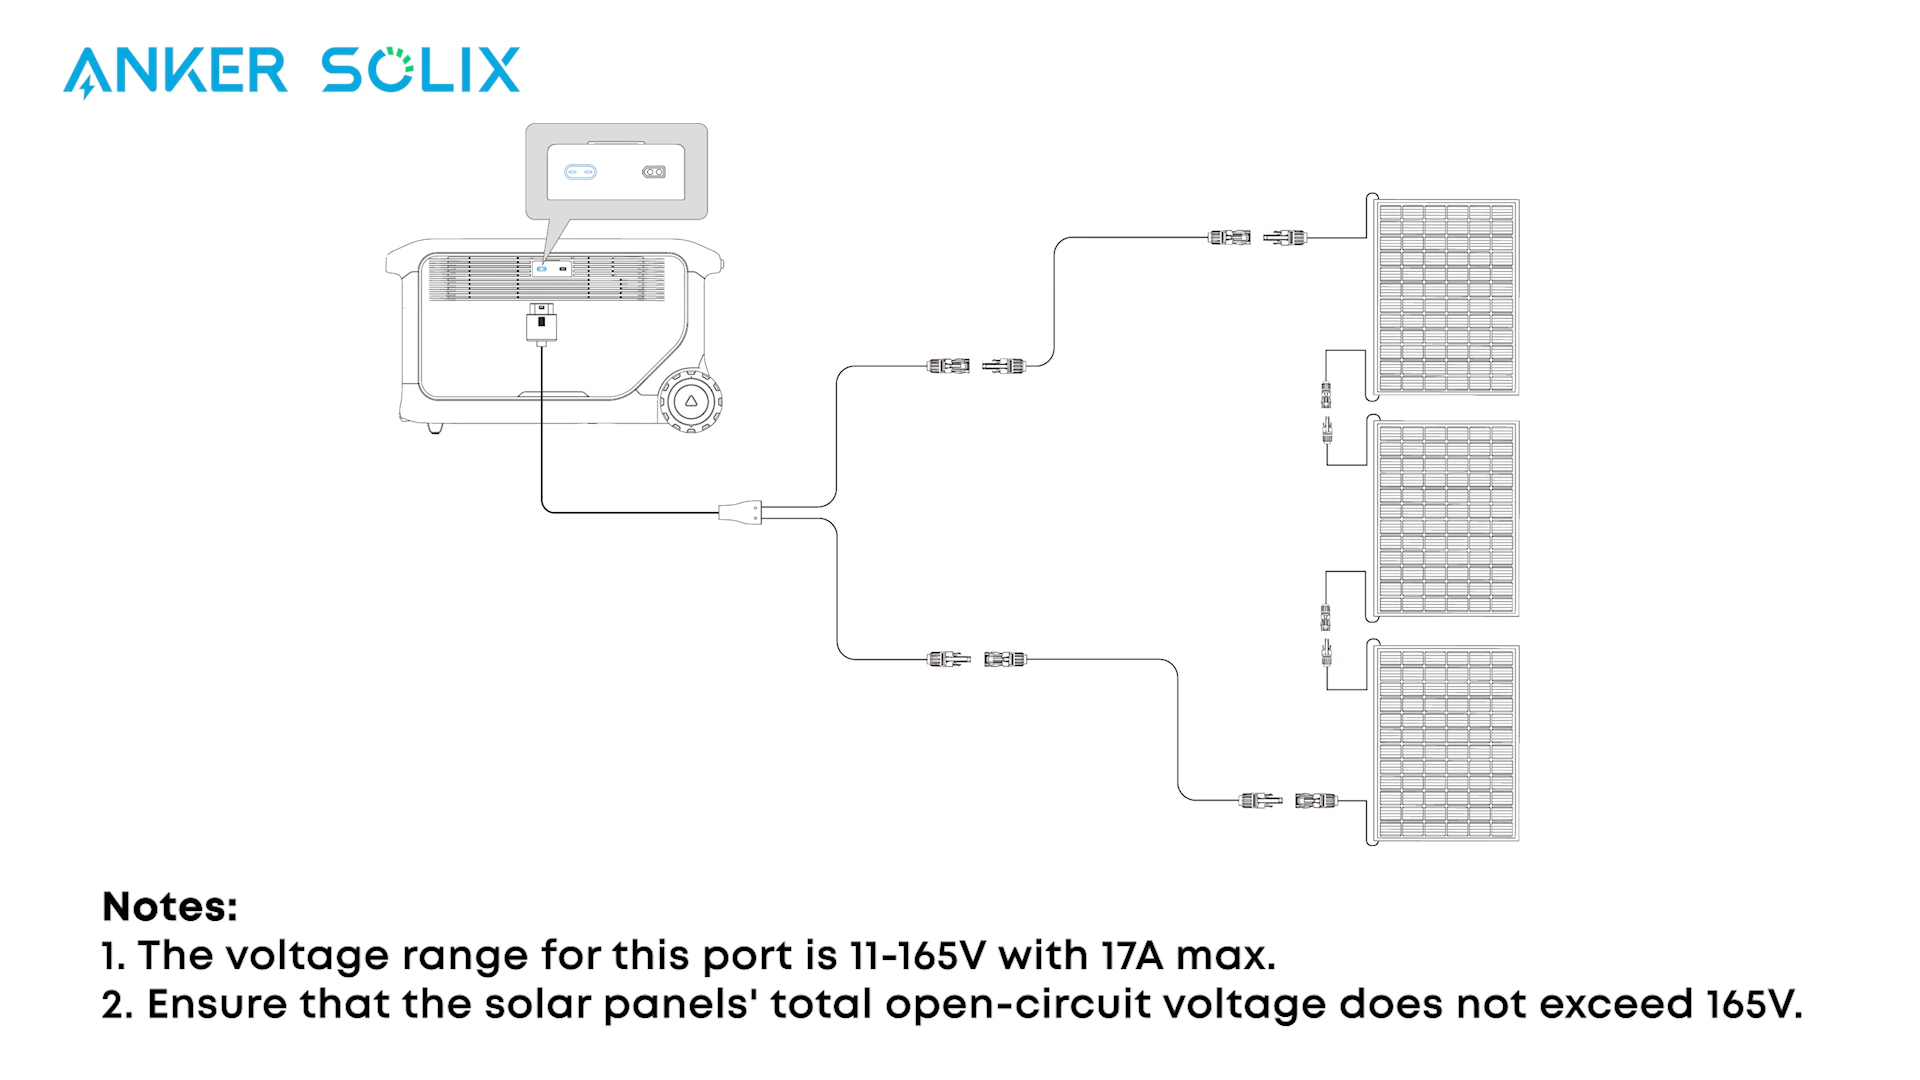 ANKER SOLIX
Notes:
1. The voltage range for this port is 11-165V with 17A max.
2. Ensure that the solar panels' total open-circuit voltage does not exceed 165V.